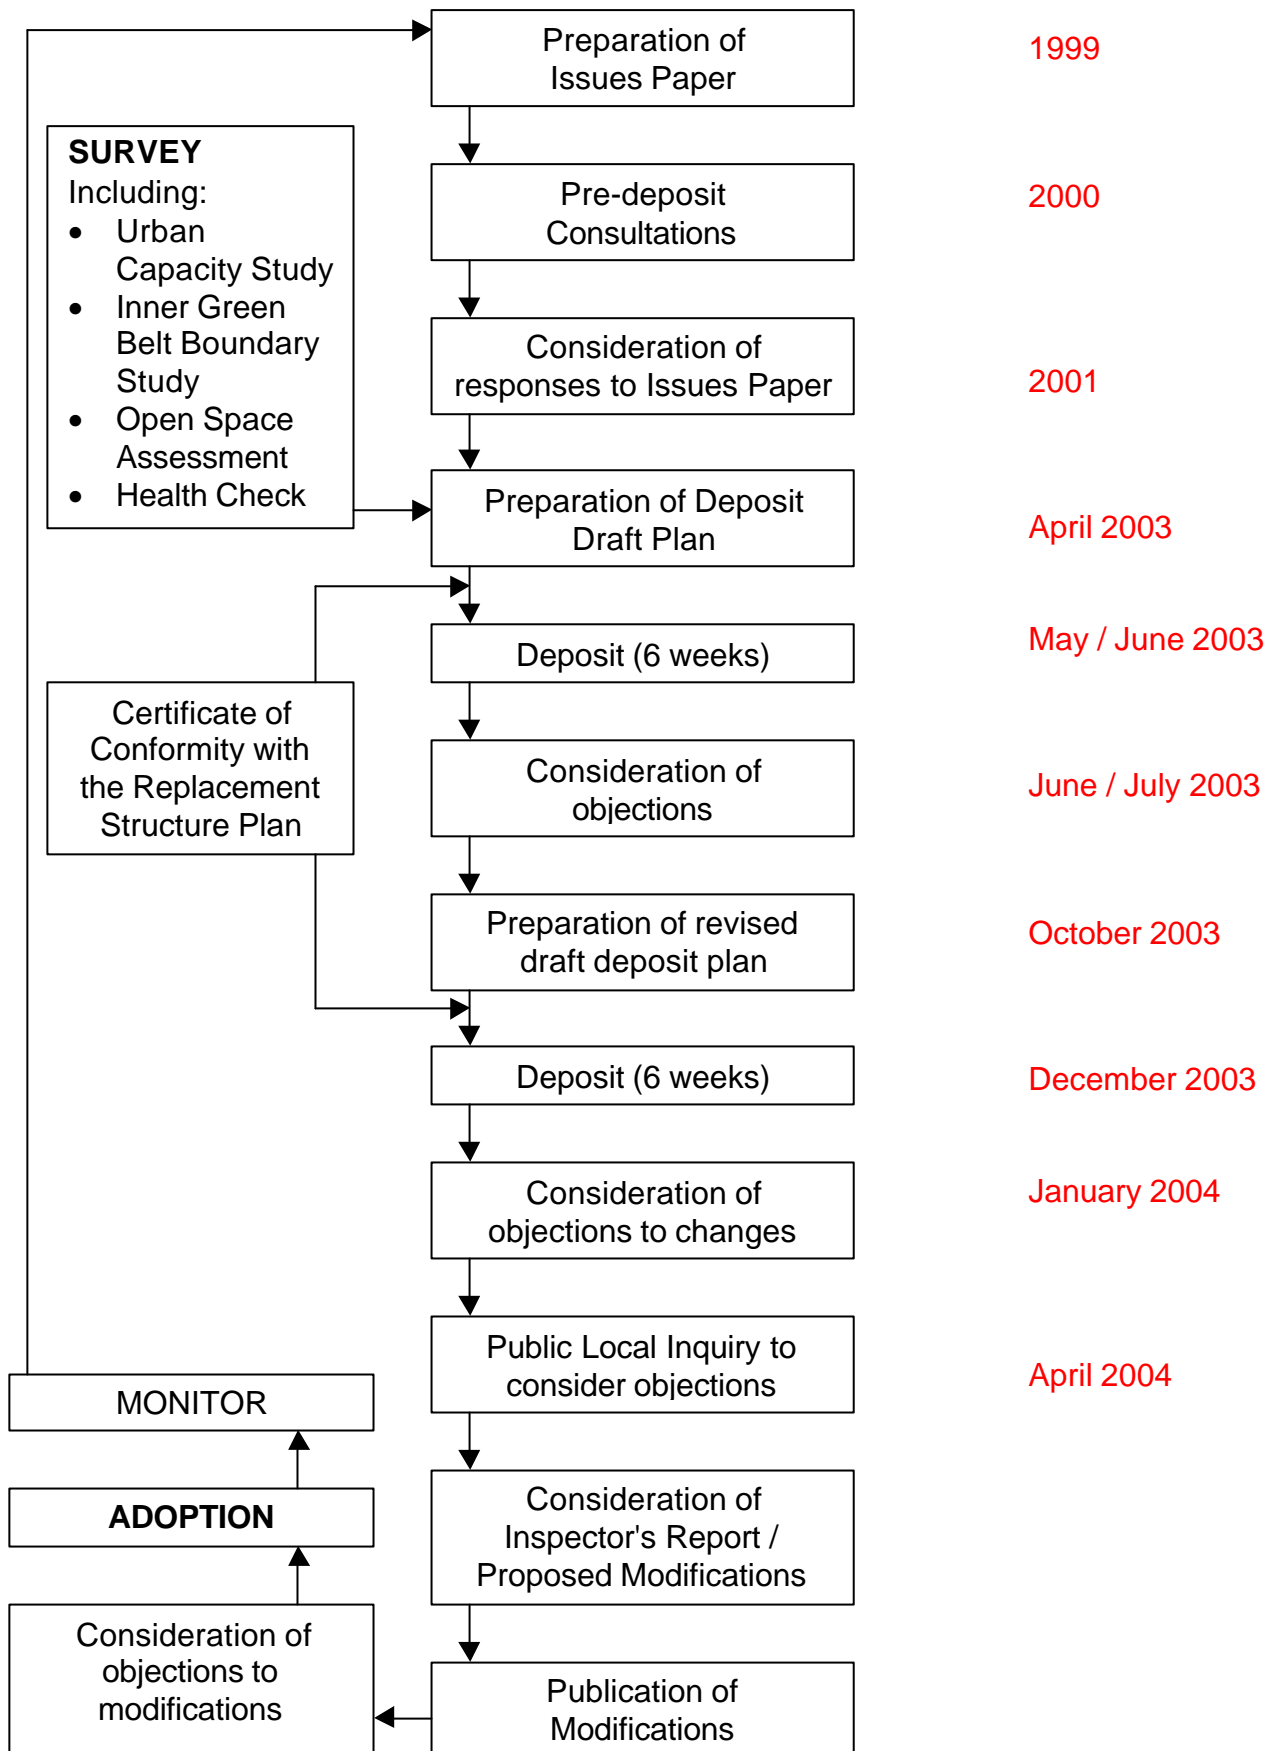 Preparation of
Issues Paper
1999
SURVEY
Including:
• Urban
Capacity Study
• Inner Green
Belt Boundary
Study
• Open Space
Assessment
• Health Check
Pre-deposit
Consultations
2000
Consideration of
responses to Issues Paper
2001
Preparation of Deposit
Draft Plan
April 2003
Deposit (6 weeks)
May / June 2003
Certificate of
Conformity with
the Replacement
Structure Plan
Consideration of
objections
June / July 2003
Preparation of revised
draft deposit plan
October 2003
Deposit (6 weeks)
December 2003
Consideration of
objections to changes
January 2004
Public Local Inquiry to
consider objections
April 2004
Consideration of
Inspector's Report /
Proposed Modifications
Publication of
Modifications
Consideration of
objections to
modifications
ADOPTION
MONITOR